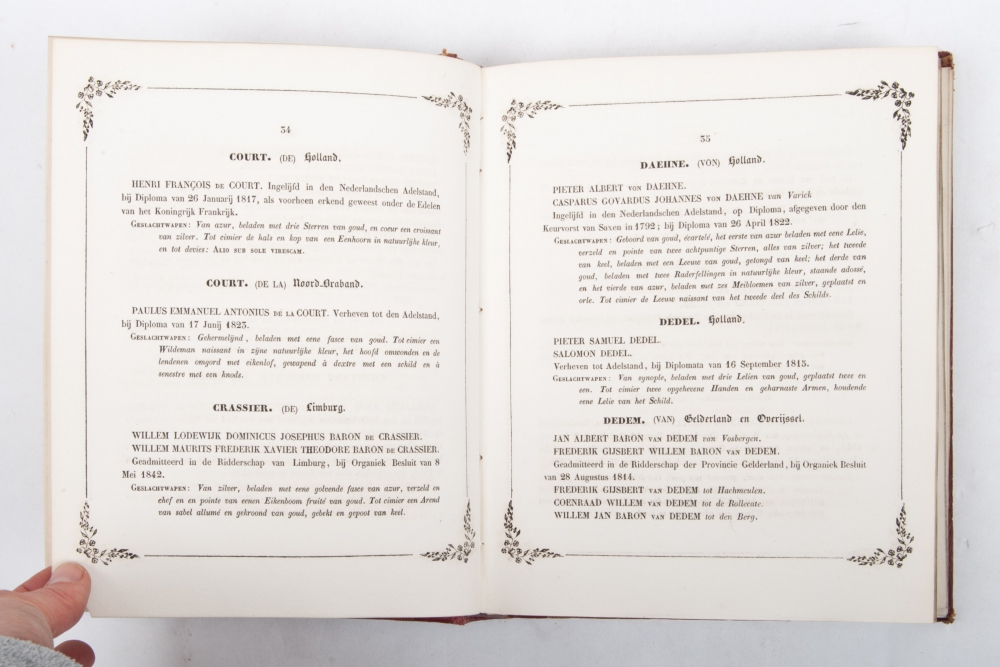 34
COURT. (DE) Holland.
HENRI FRANÇOIS DE COURT. Ingelijfd in den Nederlandschen Adelstand,
bij Diploma van 26 Januarij 1817, als voorheen erkend geweest onder de Edelen
van het Koningrijk Frankrijk.
GESLACHTWAPEN: Van azur, beladen met drie Sterren van goud, en coeur een croissant
van zilver. Tot cimier de hals en kop van een Eenhoorn in natuurlijke kleur,
en tot devies: ALIO SUB SOLE VIRESCAM.
COURT. (DE LA) Noord-Braband.
PAULUS EMMANUEL ANTONIUS DE LA COURT. Verheven tot den Adelstand,
bij Diploma van 17 Junij 1823.
GESLACHTWAPEN: Gehermelijnd, beladen met eene fasce van goud. Tot cimier een
Wildeman naissant in zijne natuurlijke kleur, het hoofd omwonden en de
lendenen omgord met eikenlof, gewapend à dextre met een schild en à
senestre met een knods.
CRASSIER. (DE) Limburg.
WILLEM LODEWIJK DOMINICUS JOSEPHUS BARON DE CRASSIER.
WILLEM MAURITS FREDERIK XAVIER THEODORE BARON DE CRASSIER.
Geadmitteerd in de Ridderschap van Limburg, bij Organiek Besluit van 8
Mei 1842.
GESLACHTWAPEN: Van zilver, beladen met eene golvende fasce van azur, verzeld en
chef en en pointe van eenen Eikenboom fruité van goud. Tot cimier een Arend
van sabel allumé en gekroond van goud, gebekt en gepoot van keel.
35
DAEHNE. (VON) Holland.
PIETER ALBERT VON DAEHNE.
CASPARUS GOVARDUS JOHANNES VON DAEHNE van Varick
Ingelijfd in den Nederlandschen Adelstand, op Diploma, afgegeven door den
Keurvorst van Saxen in 1792; bij Diploma van 26 April 1822.
GESLACHTWAPEN: Geboord van goud, écartelé, het eerste van azur beladen met eene Lelie,
verzeld en pointe van twee achtpuntige Sterren, alles van zilver; het tweede
van keel, beladen met een Leeuw van goud, getongd van keel; het derde van
goud, beladen met twee Raderfellingen in natuurlijke kleur, staande adossé,
en het vierde van azur, beladen met zes Meibloemen van zilver, geplaatst en
orle. Tot cimier de Leeuw naissant van het tweede deel des Schilds.
DEDEL. Holland.
PIETER SAMUEL DEDEL.
SALOMON DEDEL.
Verheven tot Adelstand, bij Diplomata van 16 September 1815.
GESLACHTWAPEN: Van synople, beladen met drie Lelien van goud, geplaatst twee en
een. Tot cimier twee opgehevene Handen en geharnaste Armen, houdende
eene Lelie van het Schild.
DEDEM. (VAN) Gelderland en Overijssel.
JAN ALBERT BARON VAN DEDEM van Vosbergen.
FREDERIK GIJSBERT WILLEM BARON VAN DEDEM.
Geadmitteerd in de Ridderschap der Provincie Gelderland, bij Organiek Besluit
van 28 Augustus 1814.
FREDERIK GIJSBERT VAN DEDEM tot Hachmeulen.
COENRAAD WILLEM VAN DEDEM tot de Rollecate.
WILLEM JAN BARON VAN DEDEM tot den Berg.